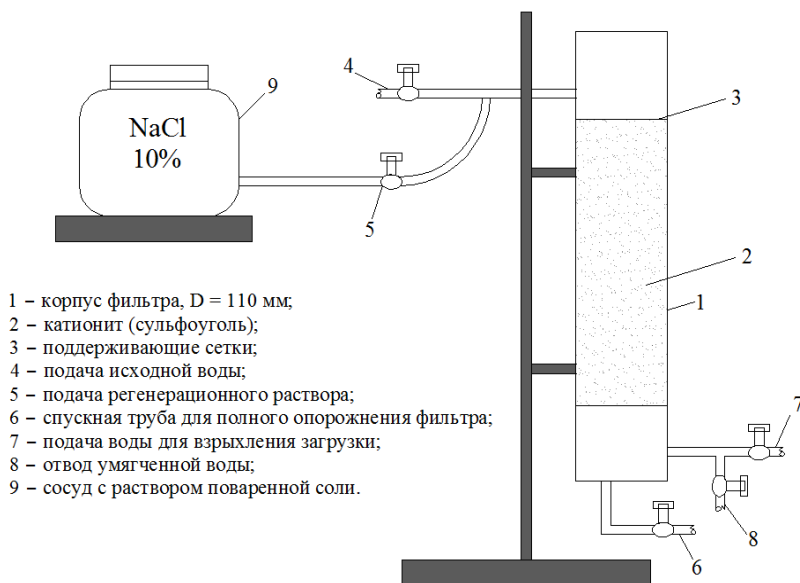 4
9
3
NaCl
10%
5
2
1
1 – корпус фильтра, D = 110 мм;
2 – катионит (сульфоуголь);
3 – поддерживающие сетки;
4 – подача исходной воды;
5 – подача регенерационного раствора;
6 – спускная труба для полного опорожнения фильтра;
7 – подача воды для взрыхления загрузки;
8 – отвод умягченной воды;
9 – сосуд с раствором поваренной соли.
7
8
6